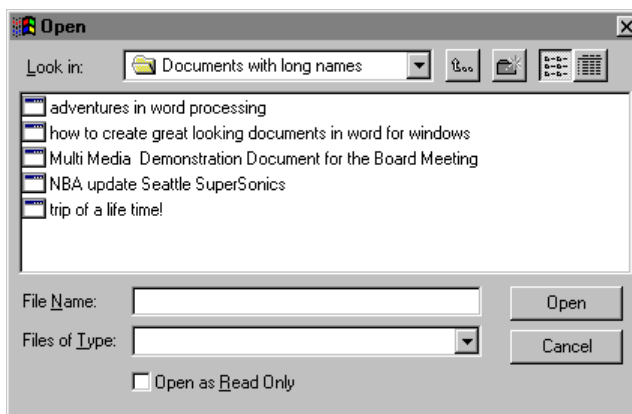 Open
Look in: Documents with long names
adventures in word processing
how to create great looking documents in word for windows
Multi Media  Demonstration Document for the Board Meeting
NBA update Seattle SuperSonics
trip of a life time!
File Name: Open
Files of Type: Cancel
Open as Read Only